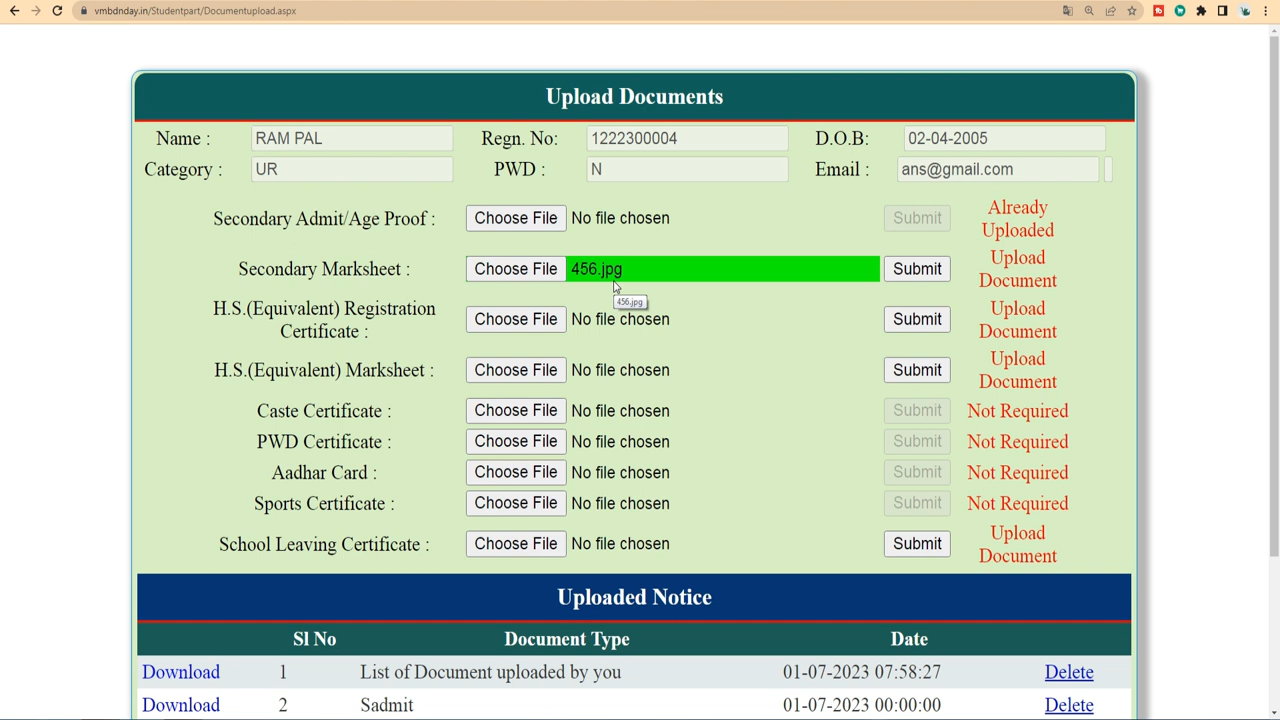 vmbdnday.in/Studentpart/Documentupload.aspx
Upload Documents
Name : RAM PAL Regn. No: 1222300004 D.O.B: 02-04-2005
Category : UR PWD : N Email : ans@gmail.com
Secondary Admit/Age Proof : Choose File No file chosen Submit Already
Uploaded
Secondary Marksheet : Choose File 456.jpg Submit Upload
Document
456.jpg
H.S.(Equivalent) Registration
Certificate : Choose File No file chosen Submit Upload
Document
H.S.(Equivalent) Marksheet : Choose File No file chosen Submit Upload
Document
Caste Certificate : Choose File No file chosen Submit Not Required
PWD Certificate : Choose File No file chosen Submit Not Required
Aadhar Card : Choose File No file chosen Submit Not Required
Sports Certificate : Choose File No file chosen Submit Not Required
School Leaving Certificate : Choose File No file chosen Submit Upload
Document
Uploaded Notice
Sl No Document Type Date
Download 1 List of Document uploaded by you 01-07-2023 07:58:27 Delete
Download 2 Sadmit 01-07-2023 00:00:00 Delete